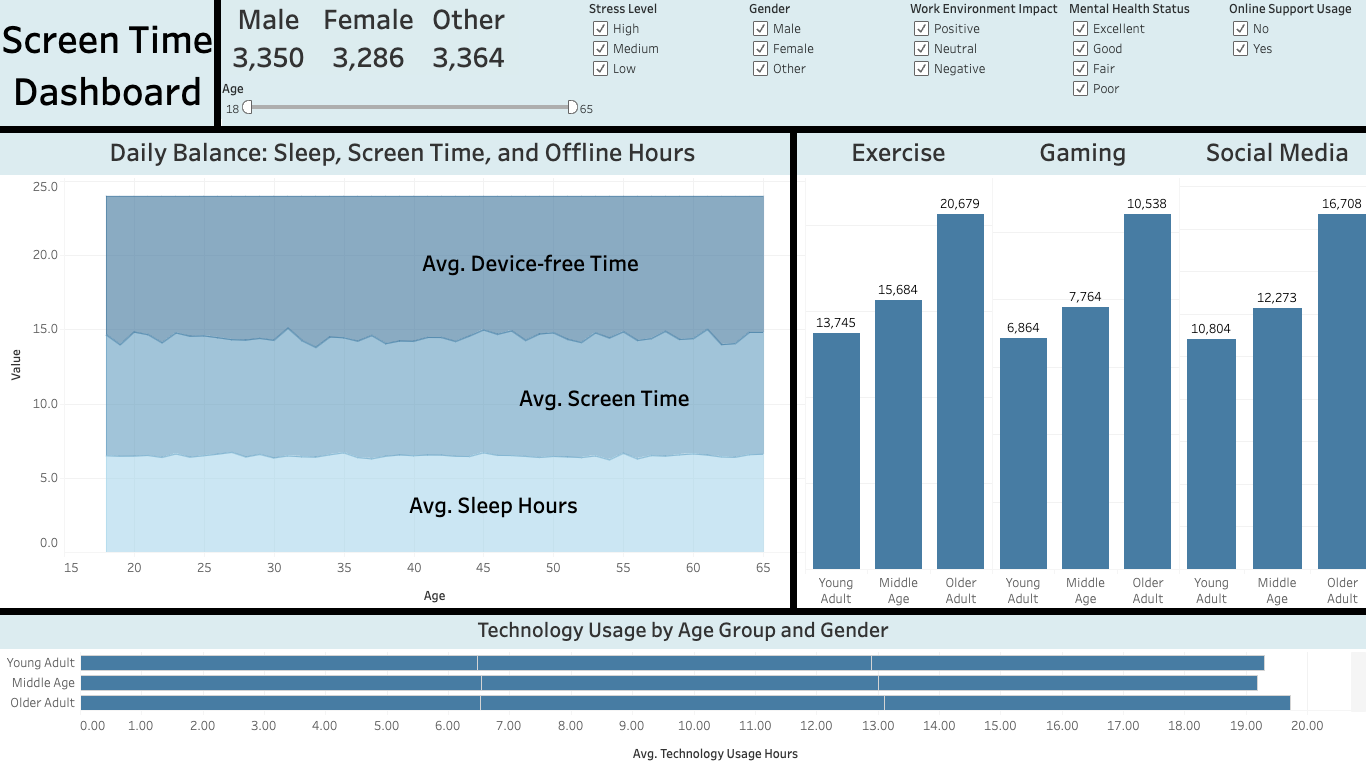 Screen Time
Dashboard
Male Female Other
3,350 3,286 3,364
Age
18 65
Stress Level
High
Medium
Low
Gender
Male
Female
Other
Work Environment Impact
Positive
Neutral
Negative
Mental Health Status
Excellent
Good
Fair
Poor
Online Support Usage
No
Yes
Daily Balance: Sleep, Screen Time, and Offline Hours
25.0
20.0
15.0
10.0
5.0
0.0
Value
Avg. Device-free Time
Avg. Screen Time
Avg. Sleep Hours
15 20 25 30 35 40 45 50 55 60 65
Age
Exercise Gaming Social Media
13,745 15,684 20,679 6,864 7,764 10,538 10,804 12,273 16,708
Young Middle Older Young Middle Older Young Middle Older
Adult Age Adult Adult Age Adult Adult Age Adult
Technology Usage by Age Group and Gender
Young Adult
Middle Age
Older Adult
0.00 1.00 2.00 3.00 4.00 5.00 6.00 7.00 8.00 9.00 10.00 11.00 12.00 13.00 14.00 15.00 16.00 17.00 18.00 19.00 20.00
Avg. Technology Usage Hours